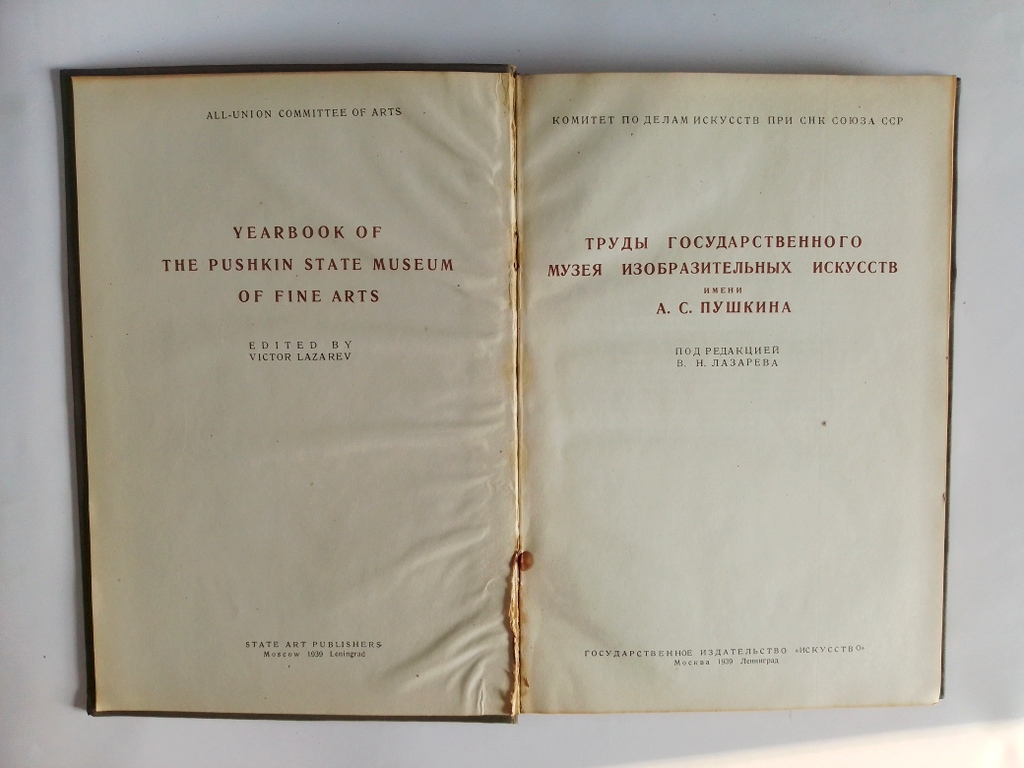 ALL-UNION COMMITTEE OF ARTS
YEARBOOK OF
THE PUSHKIN STATE MUSEUM
OF FINE ARTS
EDITED BY
VICTOR LAZAREV
STATE ART PUBLISHERS
Moscow 1939 Leningrad
КОМИТЕТ ПО ДЕЛАМ ИСКУССТВ ПРИ СНК СОЮЗА ССР
ТРУДЫ ГОСУДАРСТВЕННОГО
МУЗЕЯ ИЗОБРАЗИТЕЛЬНЫХ ИСКУССТВ
ИМЕНИ
А. С. ПУШКИНА
ПОД РЕДАКЦИЕЙ
В. Н. ЛАЗАРЕВА
ГОСУДАРСТВЕННОЕ ИЗДАТЕЛЬСТВО «ИСКУССТВО»
Москва 1939 Ленинград